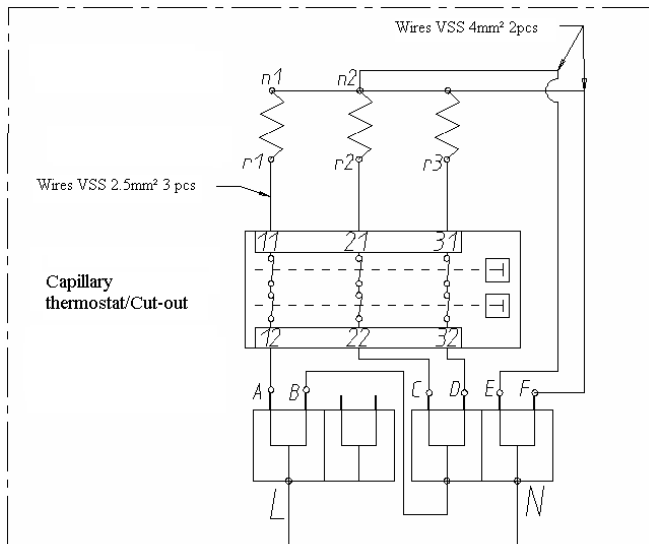 Wires VSS 4mm² 2pcs
n1 n2
r1 r2 r3
Wires VSS 2.5mm² 3 pcs
11 21 31
Capillary
thermostat/Cut-out
12 22 32
A B C D E F
L N